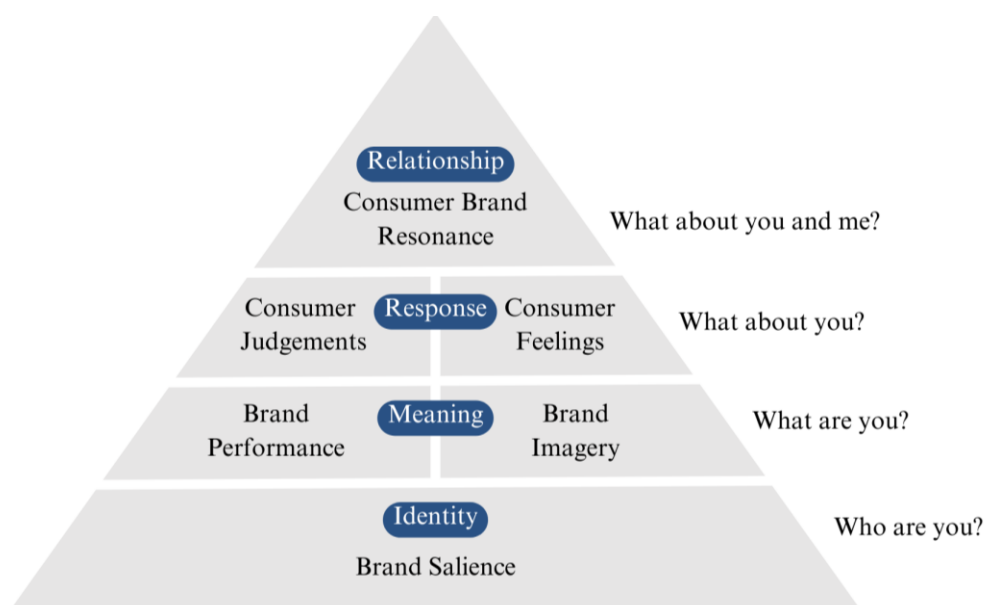 Relationship
Consumer Brand
Resonance
What about you and me?
Consumer
Judgements
Response
Consumer
Feelings
What about you?
Brand
Performance
Meaning
Brand
Imagery
What are you?
Identity
Brand Salience
Who are you?